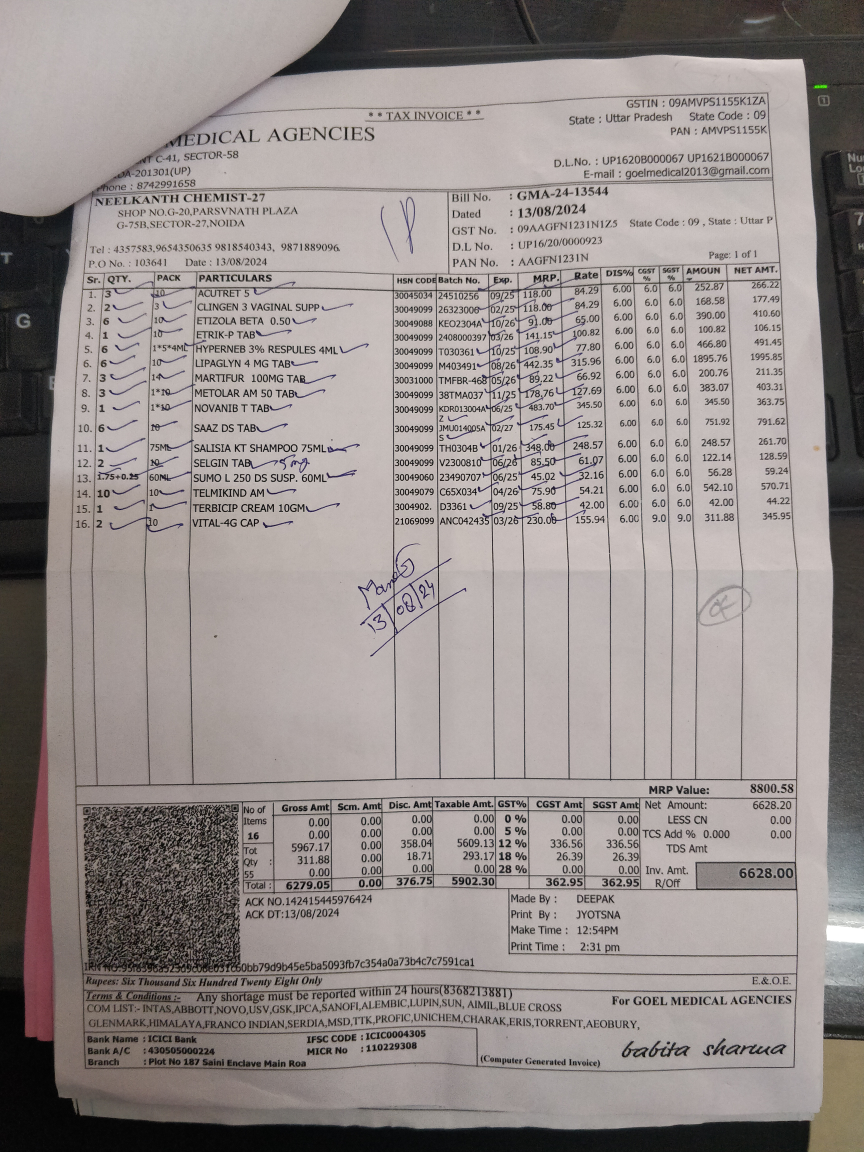 * * TAX INVOICE * *
GSTIN : 09AMVPS1155K1ZA
State : Uttar Pradesh State Code : 09
PAN : AMVPS1155K
MEDICAL AGENCIES
C-41, SECTOR-58
-201301(UP)
Phone : 8742991658
D.L.No. : UP1620B000067 UP1621B000067
E-mail : goelmedical2013@gmail.com
NEELKANTH CHEMIST-27
SHOP NO.G-20,PARSVNATH PLAZA
G-75B,SECTOR-27,NOIDA
Tel : 4357583,9654350635 9818540343, 9871889096
P.O No. : 103641 Date : 13/08/2024
Bill No. : GMA-24-13544
Dated : 13/08/2024
GST No. : 09AAGFN1231N1Z5 State Code : 09 , State : Uttar P
D.L No. : UP16/20/0000923
PAN No. : AAGFN1231N
Page: 1 of 1
Sr. QTY. PACK PARTICULARS HSN CODE Batch No. Exp. MRP. Rate DIS% CGST % SGST % AMOUN NET AMT.
1. 3 10 ACUTRET 5 30045034 24510256 09/25 118.00 84.29 6.00 6.0 6.0 252.87 266.22
2. 2 3 CLINGEN 3 VAGINAL SUPP 30049099 26323000 02/25 118.00 84.29 6.00 6.0 6.0 168.58 177.49
3. 6 10 ETIZOLA BETA 0.50 30049088 KEO2304A 10/26 91.00 65.00 6.00 6.0 6.0 390.00 410.60
4. 1 10 ETRIK-P TAB 30049099 2408000397 03/26 141.15 100.82 6.00 6.0 6.0 100.82 106.15
5. 6 1*5*4ML HYPERNEB 3% RESPULES 4ML 30049099 T030361 10/25 108.90 77.80 6.00 6.0 6.0 466.80 491.45
6. 6 10 LIPAGLYN 4 MG TAB 30049099 M403491 08/26 442.35 315.96 6.00 6.0 6.0 1895.76 1995.85
7. 3 14 MARTIFUR 100MG TAB 30031000 TMFBR-468 05/26 89.22 66.92 6.00 6.0 6.0 200.76 211.35
8. 3 1*10 METOLAR AM 50 TAB 30049099 38TMA037 11/25 178.76 127.69 6.00 6.0 6.0 383.07 403.31
9. 1 1*10 NOVANIB T TAB 30049099 KDR013004A 06/25 483.70 345.50 6.00 6.0 6.0 345.50 363.75
Z
10. 6 10 SAAZ DS TAB 30049099 JMU014005A 02/27 175.45 125.32 6.00 6.0 6.0 751.92 791.62
S
11. 1 75ML SALISIA KT SHAMPOO 75ML 30049099 TH0304B 01/26 348.00 248.57 6.00 6.0 6.0 248.57 261.70
12. 2 10 SELGIN TAB 5mg 30049099 V2300810 06/26 85.50 61.07 6.00 6.0 6.0 122.14 128.59
13. 1.75+0.25 60ML SUMO L 250 DS SUSP. 60ML 30049060 23490707 06/25 45.02 32.16 6.00 6.0 6.0 56.28 59.24
14. 10 10 TELMIKIND AM 30049079 C65X034 04/26 75.90 54.21 6.00 6.0 6.0 542.10 570.71
15. 1 1 TERBICIP CREAM 10GM 3004902. D3361 09/25 58.80 42.00 6.00 6.0 6.0 42.00 44.22
16. 2 10 VITAL-4G CAP 21069099 ANC042435 03/26 230.00 155.94 6.00 9.0 9.0 311.88 345.95
13/08/24
MRP Value: 8800.58
No of Items 16 Tot Qty : 55
Gross Amt Scm. Amt Disc. Amt Taxable Amt. GST% CGST Amt SGST Amt
0.00 0.00 0.00 0.00 0 % 0.00 0.00
0.00 0.00 0.00 0.00 5 % 0.00 0.00
5967.17 0.00 358.04 5609.13 12 % 336.56 336.56
311.88 0.00 18.71 293.17 18 % 26.39 26.39
0.00 0.00 0.00 0.00 28 % 0.00 0.00
Total : 6279.05 0.00 376.75 5902.30 362.95 362.95
Net Amount: 6628.20
LESS CN 0.00
TCS Add % 0.000 0.00
TDS Amt
Inv. Amt. 6628.00
R/Off
ACK NO.142415445976424
ACK DT:13/08/2024
Made By : DEEPAK
Print By : JYOTSNA
Make Time : 12:54PM
Print Time : 2:31 pm
Rupees: Six Thousand Six Hundred Twenty Eight Only
E.&O.E.
Terms & Conditions :- Any shortage must be reported within 24 hours(8368213881)
COM LIST:- INTAS,ABBOTT,NOVO,USV,GSK,IPCA,SANOFI,ALEMBIC,LUPIN,SUN, AIMIL,BLUE CROSS
GLENMARK,HIMALAYA,FRANCO INDIAN,SERDIA,MSD,TTK,PROFIC,UNICHEM,CHARAK,ERIS,TORRENT,AEOBURY,
For GOEL MEDICAL AGENCIES
Bank Name : ICICI Bank IFSC CODE : ICIC0004305
Bank A/C : 430505000224 MICR No : 110229308
Branch : Plot No 187 Saini Enclave Main Roa
(Computer Generated Invoice)
babita sharma